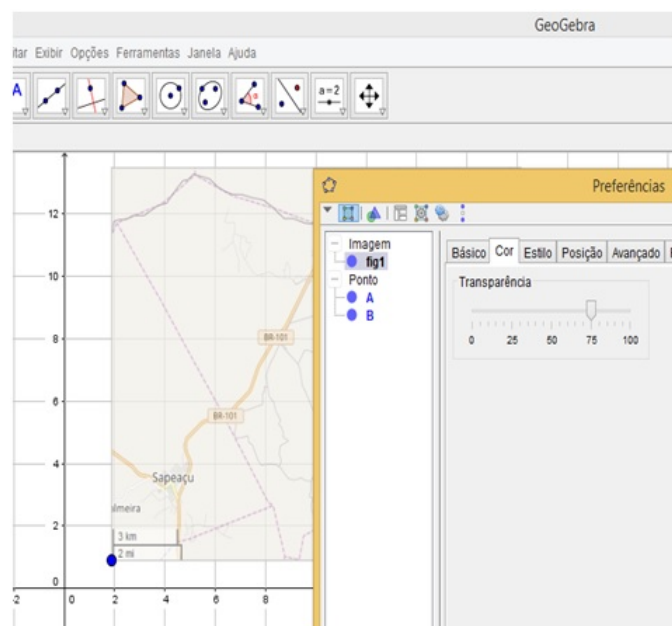 GeoGebra
itar Exibir Opções Ferramentas Janela Ajuda
A
α
a=2
Preferências
Imagem
fig1
Ponto
A
B
Básico Cor Estilo Posição Avançado
Transparência
0 25 50 75 100
12
10
8
6
4
2
0
-2 0 2 4 6 8
BR-101
BR-101
Sapeaçu
almeira
3 km
2 mi